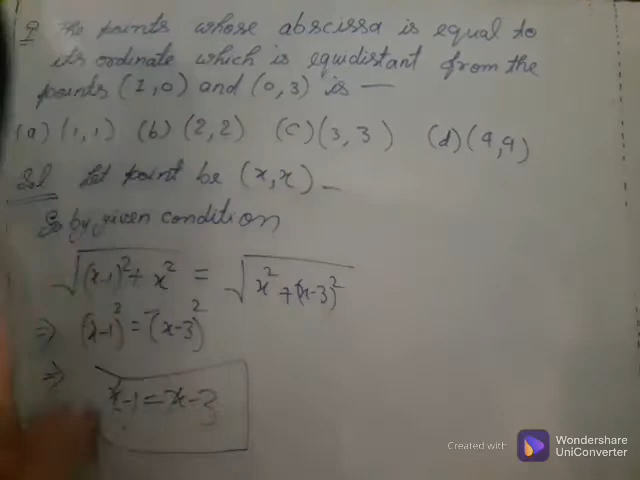 Q The points whose abscissa is equal to
its ordinate which is equidistant from the
points (1,0) and (0,3) is —
(a) (1,1) (b) (2,2) (c) (3,3) (d) (4,4)
Sol Let point be (x,x) –
So by given condition
√(x-1)²+x² = √x²+(x-3)²
⇒ (x-1)² = (x-3)²
⇒ x-1=x-3
Created with Wondershare
UniConverter